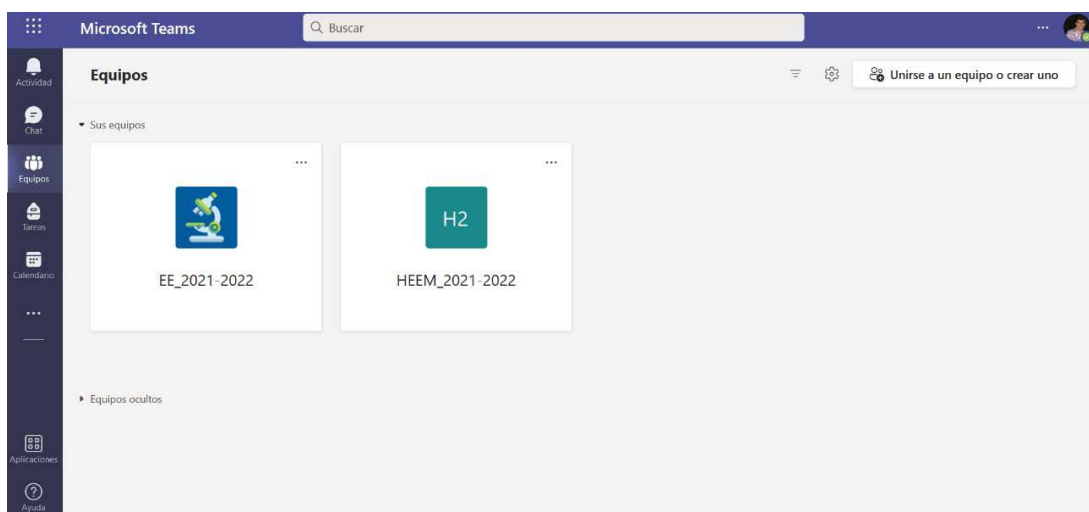 Microsoft Teams
Buscar
...
Actividad
Chat
Equipos
Tareas
Calendario
...
Aplicaciones
Ayuda
Equipos
Unirse a un equipo o crear uno
Sus equipos
...
EE_2021-2022
...
H2
HEEM_2021-2022
Equipos ocultos